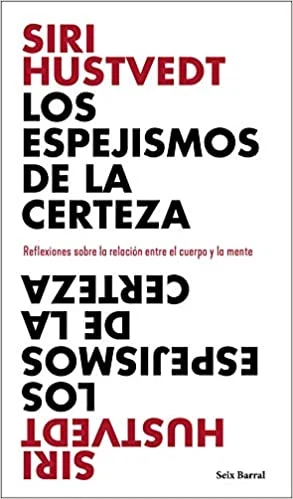 SIRI
HUSTVEDT
LOS
ESPEJISMOS
DE LA
CERTEZA
Reflexiones sobre la relación entre el cuerpo y la mente
CERTEZA
DE LA
ESPEJISMOS
LOS
HUSTVEDT
SIRI
Seix Barral